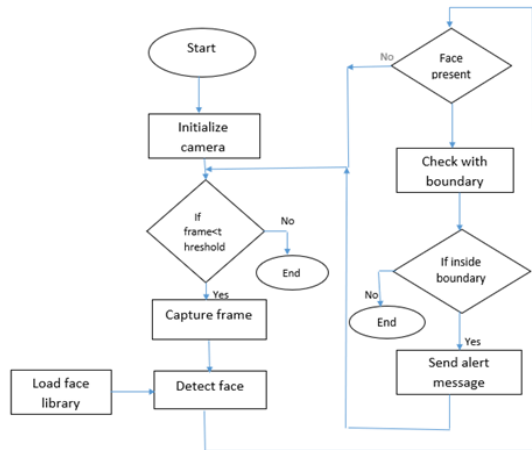 Start
Initialize
camera
If
frame<t
hreshold
No
End
Yes
Capture frame
Load face
library
Detect face
No
Face
present
Check with
boundary
If inside
boundary
No
End
Yes
Send alert
message